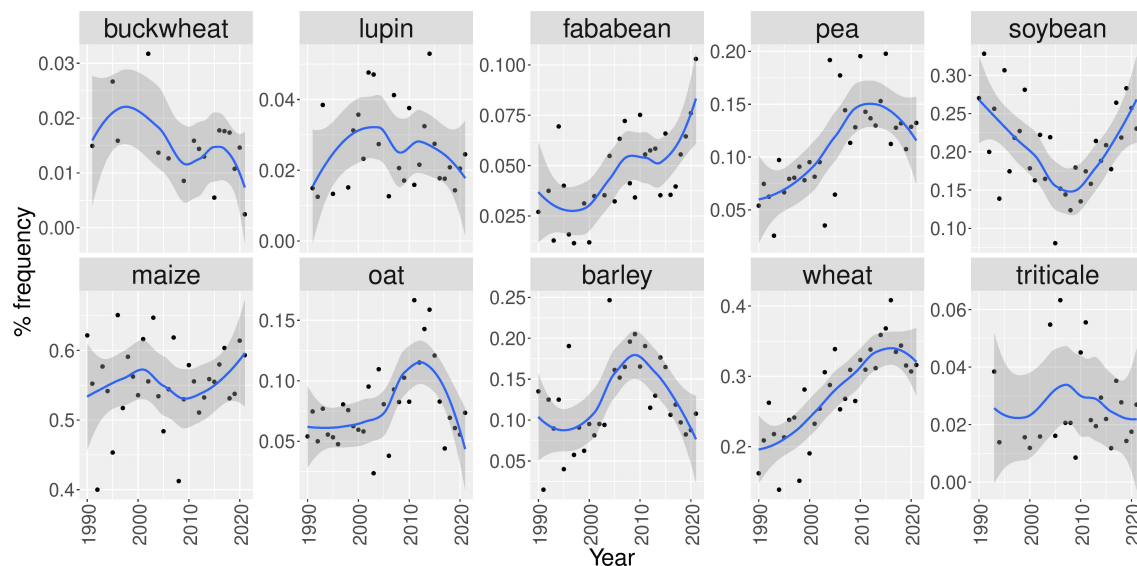 buckwheat lupin fababean pea soybean
0.03 0.02 0.01 0.00
0.04 0.02 0.00
0.100 0.075 0.050 0.025
0.20 0.15 0.10 0.05
0.30 0.25 0.20 0.15 0.10
% frequency
maize oat barley wheat triticale
0.6 0.5 0.4
0.15 0.10 0.05
0.25 0.20 0.15 0.10 0.05
0.4 0.3 0.2
0.06 0.04 0.02 0.00
1990 2000 2010 2020 1990 2000 2010 2020 1990 2000 2010 2020 1990 2000 2010 2020 1990 2000 2010 2020
Year